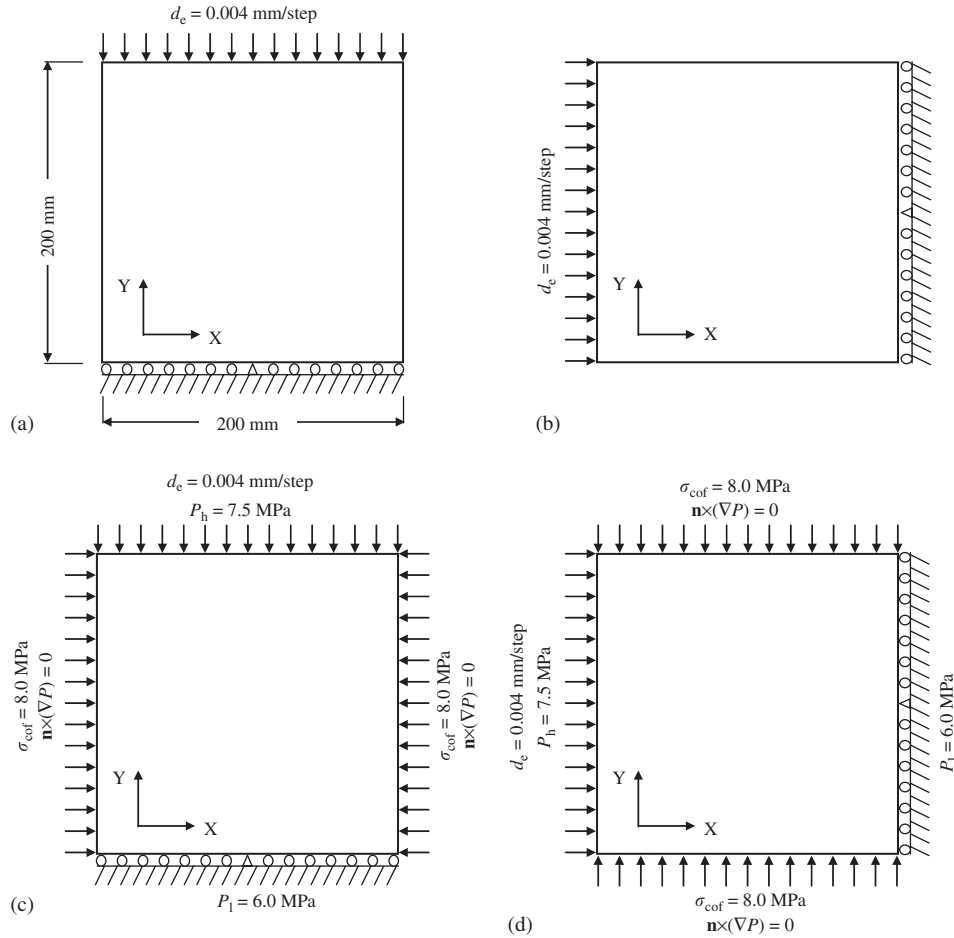 d_e = 0.004 mm/step
200 mm
Y
X
200 mm
(a)
d_e = 0.004 mm/step
Y
X
(b)
d_e = 0.004 mm/step
P_h = 7.5 MPa
σ_cof = 8.0 MPa
n×(∇P) = 0
σ_cof = 8.0 MPa
n×(∇P) = 0
Y
X
P_l = 6.0 MPa
(c)
σ_cof = 8.0 MPa
n×(∇P) = 0
d_e = 0.004 mm/step
P_h = 7.5 MPa
P_l = 6.0 MPa
Y
X
σ_cof = 8.0 MPa
n×(∇P) = 0
(d)